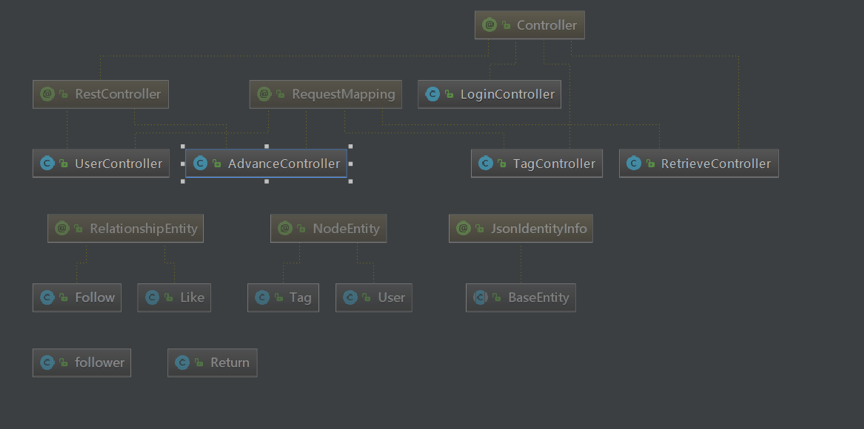 Controller
RestController RequestMapping LoginController
UserController AdvanceController TagController RetrieveController
RelationshipEntity NodeEntity JsonIdentityInfo
Follow Like Tag User BaseEntity
follower Return